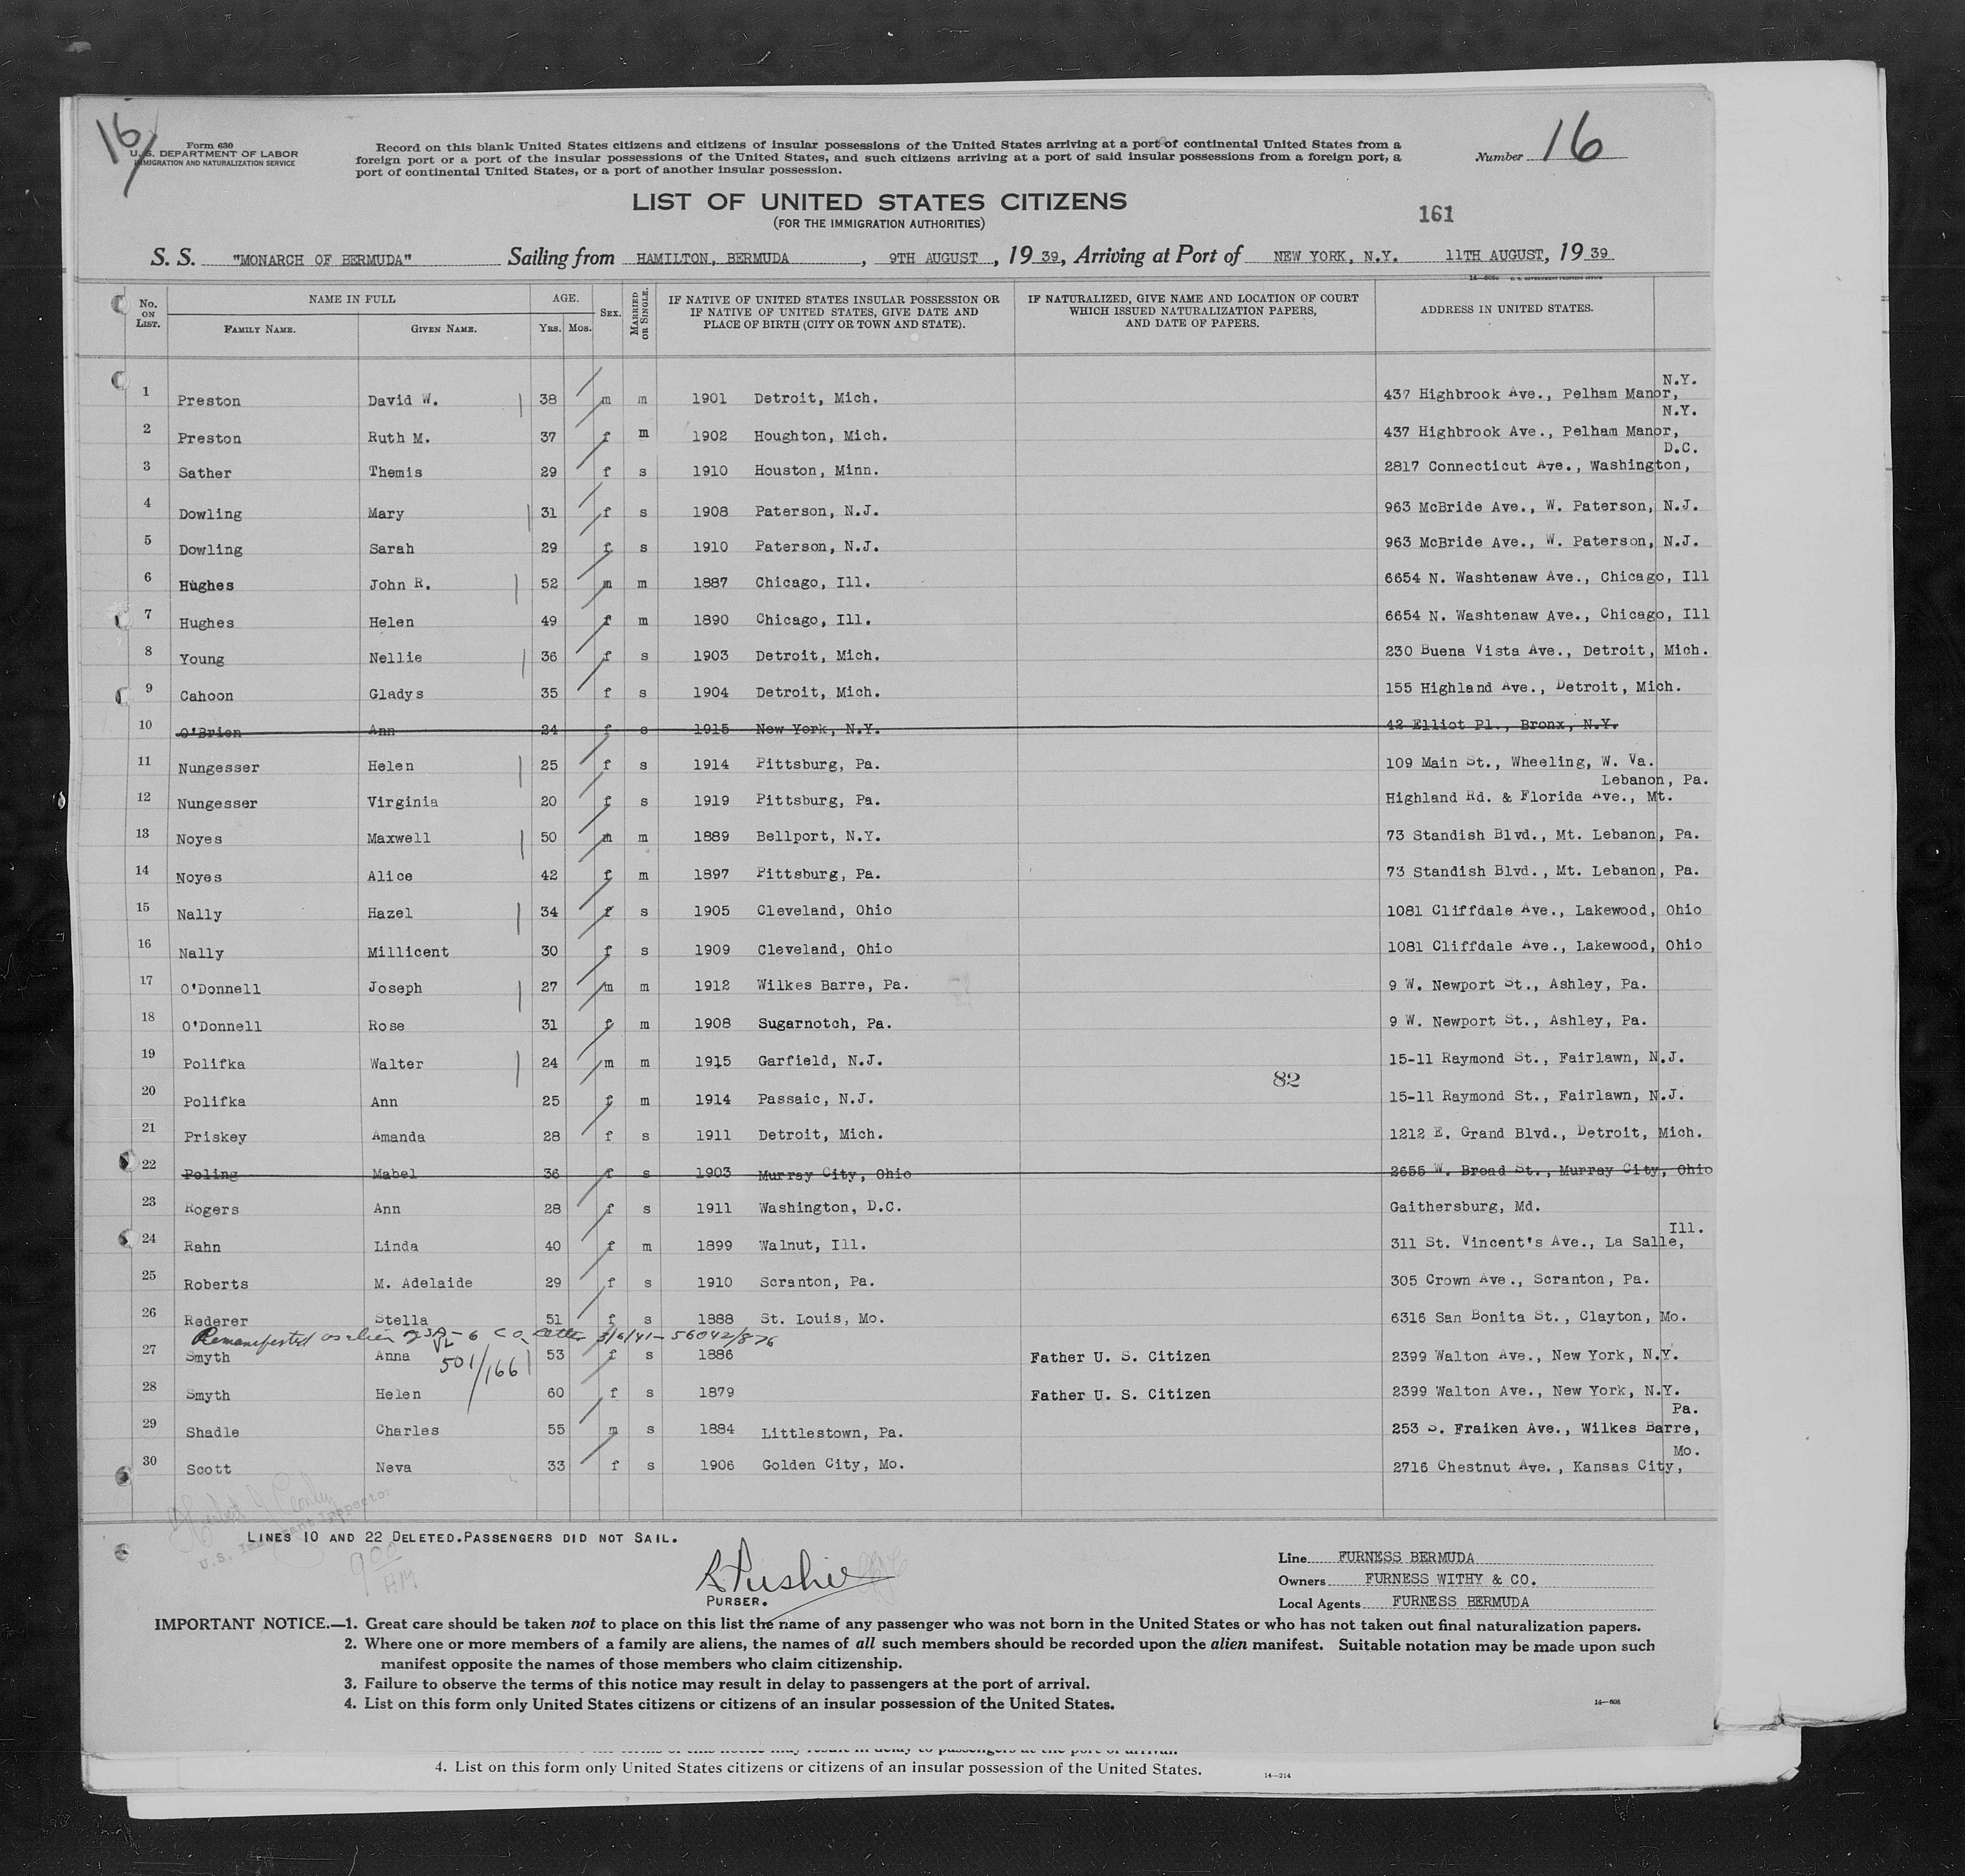 16
Form 630
U. S. DEPARTMENT OF LABOR
IMMIGRATION AND NATURALIZATION SERVICE
Record on this blank United States citizens and citizens of insular possessions of the United States arriving at a port of continental United States from a
foreign port or a port of the insular possessions of the United States, and such citizens arriving at a port of said insular possessions from a foreign port, a
port of continental United States, or a port of another insular possession.
Number 16
LIST OF UNITED STATES CITIZENS
(FOR THE IMMIGRATION AUTHORITIES)
161
S. S. "MONARCH OF BERMUDA" Sailing from HAMILTON, BERMUDA, 9TH AUGUST, 19 39, Arriving at Port of NEW YORK, N.Y. 11TH AUGUST, 19 39
No. ON LIST. NAME IN FULL FAMILY NAME. GIVEN NAME. AGE. YRS. MOS. SEX. MARRIED OR SINGLE. IF NATIVE OF UNITED STATES INSULAR POSSESSION OR IF NATIVE OF UNITED STATES, GIVE DATE AND PLACE OF BIRTH (CITY OR TOWN AND STATE). IF NATURALIZED, GIVE NAME AND LOCATION OF COURT WHICH ISSUED NATURALIZATION PAPERS, AND DATE OF PAPERS. ADDRESS IN UNITED STATES.
1 Preston David W. 38 m m 1901 Detroit, Mich. 437 Highbrook Ave., Pelham Manor, N.Y.
2 Preston Ruth M. 37 f m 1902 Houghton, Mich. 437 Highbrook Ave., Pelham Manor, N.Y.
3 Sather Themis 29 f s 1910 Houston, Minn. 2817 Connecticut Ave., Washington, D.C.
4 Dowling Mary 31 f s 1908 Paterson, N.J. 963 McBride Ave., W. Paterson, N.J.
5 Dowling Sarah 29 f s 1910 Paterson, N.J. 963 McBride Ave., W. Paterson, N.J.
6 Hughes John R. 52 m m 1887 Chicago, Ill. 6654 N. Washtenaw Ave., Chicago, Ill
7 Hughes Helen 49 f m 1890 Chicago, Ill. 6654 N. Washtenaw Ave., Chicago, Ill
8 Young Nellie 36 f s 1903 Detroit, Mich. 230 Buena Vista Ave., Detroit, Mich.
9 Cahoon Gladys 35 f s 1904 Detroit, Mich. 155 Highland Ave., Detroit, Mich.
10 O'Brien Ann 24 f s 1915 New York, N.Y. 42 Elliot Pl., Bronx, N.Y.
11 Nungesser Helen 25 f s 1914 Pittsburg, Pa. 109 Main St., Wheeling, W. Va.
12 Nungesser Virginia 20 f s 1919 Pittsburg, Pa. Highland Rd. & Florida Ave., Mt. Lebanon, Pa.
13 Noyes Maxwell 50 m m 1889 Bellport, N.Y. 73 Standish Blvd., Mt. Lebanon, Pa.
14 Noyes Alice 42 f m 1897 Pittsburg, Pa. 73 Standish Blvd., Mt. Lebanon, Pa.
15 Nally Hazel 34 f s 1905 Cleveland, Ohio 1081 Cliffdale Ave., Lakewood, Ohio
16 Nally Millicent 30 f s 1909 Cleveland, Ohio 1081 Cliffdale Ave., Lakewood, Ohio
17 O'Donnell Joseph 27 m m 1912 Wilkes Barre, Pa. 9 W. Newport St., Ashley, Pa.
18 O'Donnell Rose 31 f m 1908 Sugarnotch, Pa. 9 W. Newport St., Ashley, Pa.
19 Polifka Walter 24 m m 1915 Garfield, N.J. 15-11 Raymond St., Fairlawn, N.J.
82
20 Polifka Ann 25 f m 1914 Passaic, N.J. 15-11 Raymond St., Fairlawn, N.J.
21 Priskey Amanda 28 f s 1911 Detroit, Mich. 1212 E. Grand Blvd., Detroit, Mich.
22 Poling Mabel 36 f s 1903 Murray City, Ohio 2655 W. Broad St., Murray City, Ohio
23 Rogers Ann 28 f s 1911 Washington, D.C. Gaithersburg, Md.
24 Rahn Linda 40 f m 1899 Walnut, Ill. 311 St. Vincent's Ave., La Salle, Ill.
25 Roberts M. Adelaide 29 f s 1910 Scranton, Pa. 305 Crown Ave., Scranton, Pa.
26 Rederer Stella 51 f s 1888 St. Louis, Mo. 6316 San Bonita St., Clayton, Mo.
Remanifested as alien C.O. letter 3/6/41 - 56042/876
27 Smyth Anna 501/166 53 f s 1886 Father U. S. Citizen 2399 Walton Ave., New York, N.Y.
28 Smyth Helen 60 f s 1879 Father U. S. Citizen 2399 Walton Ave., New York, N.Y.
29 Shadle Charles 55 m s 1884 Littlestown, Pa. 253 S. Fraiken Ave., Wilkes Barre, Pa.
30 Scott Neva 33 f s 1906 Golden City, Mo. 2716 Chestnut Ave., Kansas City, Mo.
U.S. Immigrant Inspector
LINES 10 AND 22 DELETED. PASSENGERS DID NOT SAIL.
9 00 AM
PURSER.
Line FURNESS BERMUDA
Owners FURNESS WITHY & CO.
Local Agents FURNESS BERMUDA
IMPORTANT NOTICE.—1. Great care should be taken not to place on this list the name of any passenger who was not born in the United States or who has not taken out final naturalization papers.
2. Where one or more members of a family are aliens, the names of all such members should be recorded upon the alien manifest. Suitable notation may be made upon such
manifest opposite the names of those members who claim citizenship.
3. Failure to observe the terms of this notice may result in delay to passengers at the port of arrival.
4. List on this form only United States citizens or citizens of an insular possession of the United States.
14—608
4. List on this form only United States citizens or citizens of an insular possession of the United States.
14—214